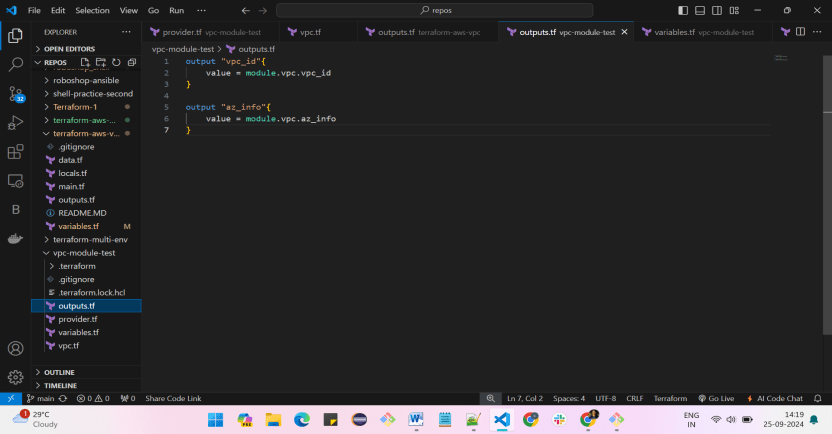 File Edit Selection View Go Run ··· repos
EXPLORER ···
OPEN EDITORS
REPOS
roboshop-ansible
shell-practice-second
Terraform-1
terraform-aws-...
terraform-aws-v...
.gitignore
data.tf
locals.tf
main.tf
outputs.tf
README.MD
variables.tf M
terraform-multi-env
vpc-module-test
.terraform
.gitignore
.terraform.lock.hcl
outputs.tf
provider.tf
variables.tf
vpc.tf
OUTLINE
TIMELINE
32
B
provider.tf vpc-module-test vpc.tf outputs.tf terraform-aws-vpc outputs.tf vpc-module-test variables.tf vpc-module-test
vpc-module-test > outputs.tf
1 output "vpc_id"{
2 value = module.vpc.vpc_id
3 }
4
5 output "az_info"{
6 value = module.vpc.az_info
7 }
main 0 0 0 Share Code Link Ln 7, Col 2 Spaces: 4 UTF-8 CRLF Terraform Go Live AI Code Chat
1 29°C
Cloudy
PRE
ENG
IN
14:19
25-09-2024